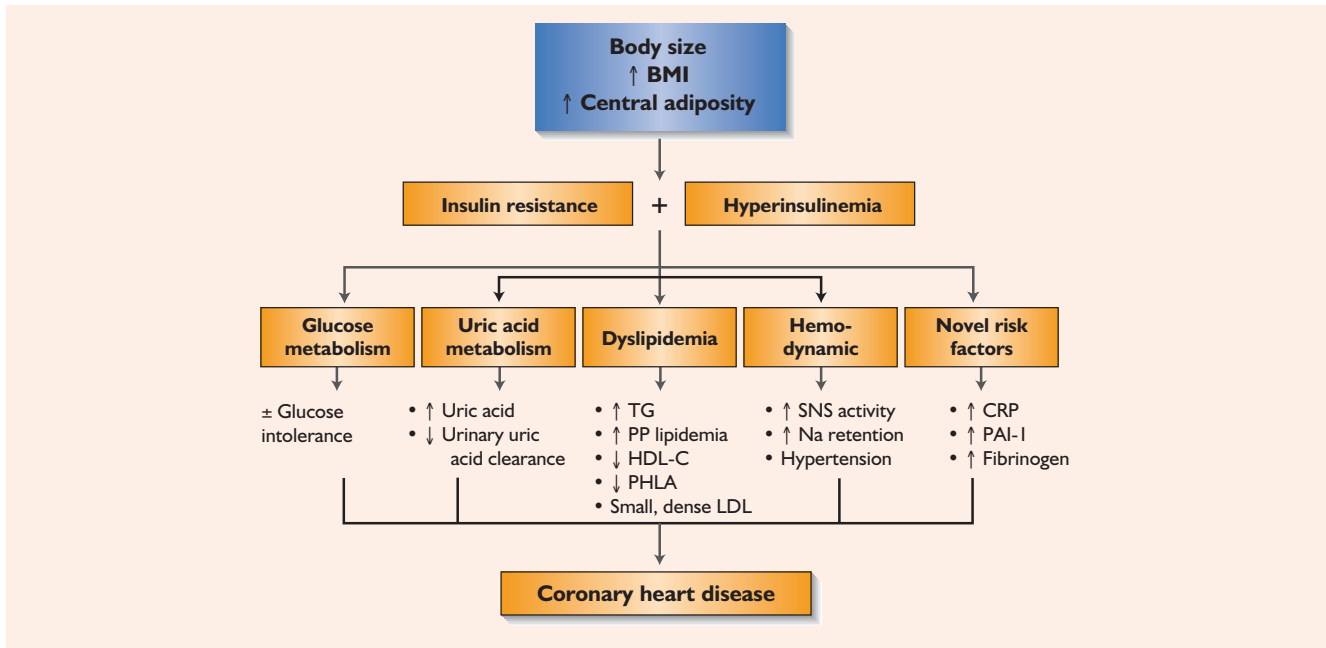 Body size
↑ BMI
↑ Central adiposity
Insulin resistance + Hyperinsulinemia
Glucose
metabolism
Uric acid
metabolism
Dyslipidemia
Hemo-
dynamic
Novel risk
factors
± Glucose
intolerance
• ↑ Uric acid
• ↓ Urinary uric
acid clearance
• ↑ TG
• ↑ PP lipidemia
• ↓ HDL-C
• ↓ PHLA
• Small, dense LDL
• ↑ SNS activity
• ↑ Na retention
• Hypertension
• ↑ CRP
• ↑ PAI-1
• ↑ Fibrinogen
Coronary heart disease